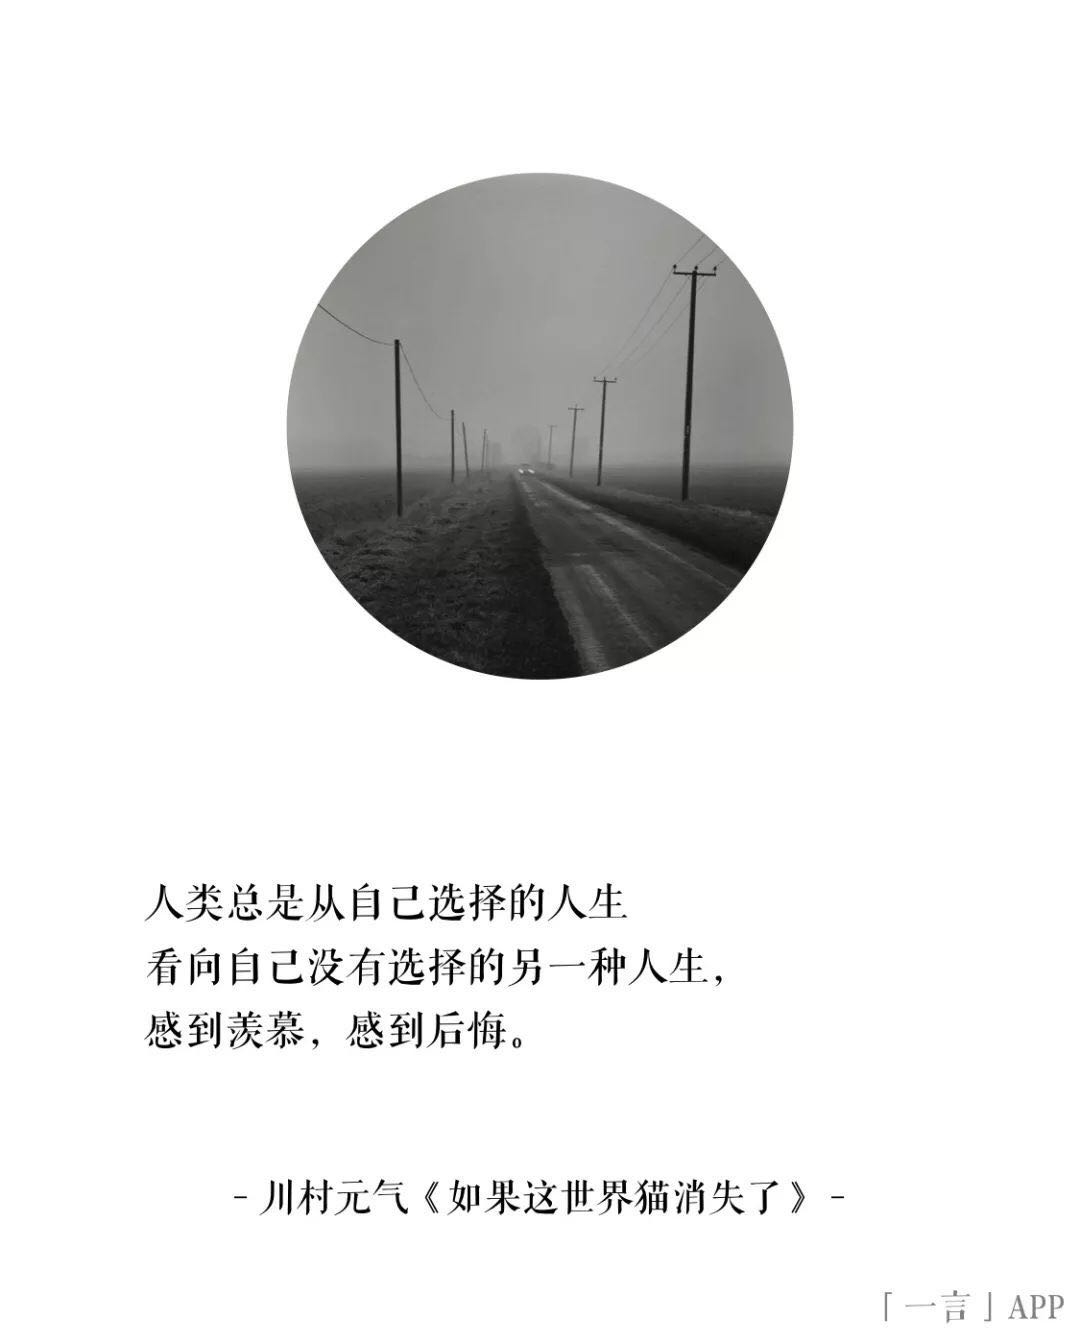 人类总是从自己选择的人生
看向自己没有选择的另一种人生，
感到羡慕，感到后悔。
- 川村元气《如果这世界猫消失了》-
「一言」APP